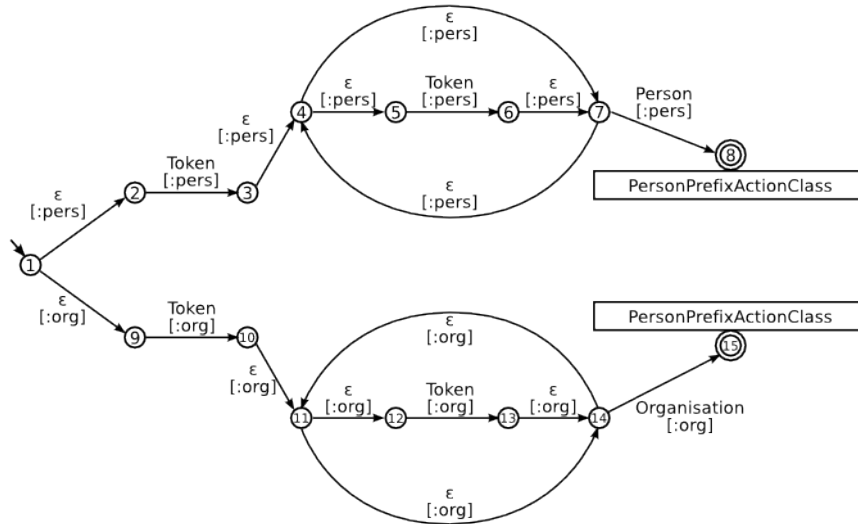 ε
[:pers]
ε
[:pers]
Token
[:pers]
ε
[:pers]
Person
[:pers]
4
5
6
7
ε
[:pers]
8
Token
[:pers]
PersonPrefixActionClass
2
3
ε
[:pers]
ε
[:pers]
1
ε
[:org]
Token
[:org]
PersonPrefixActionClass
9
10
ε
[:org]
15
ε
[:org]
ε
[:org]
Token
[:org]
ε
[:org]
Organisation
[:org]
11
12
13
14
ε
[:org]